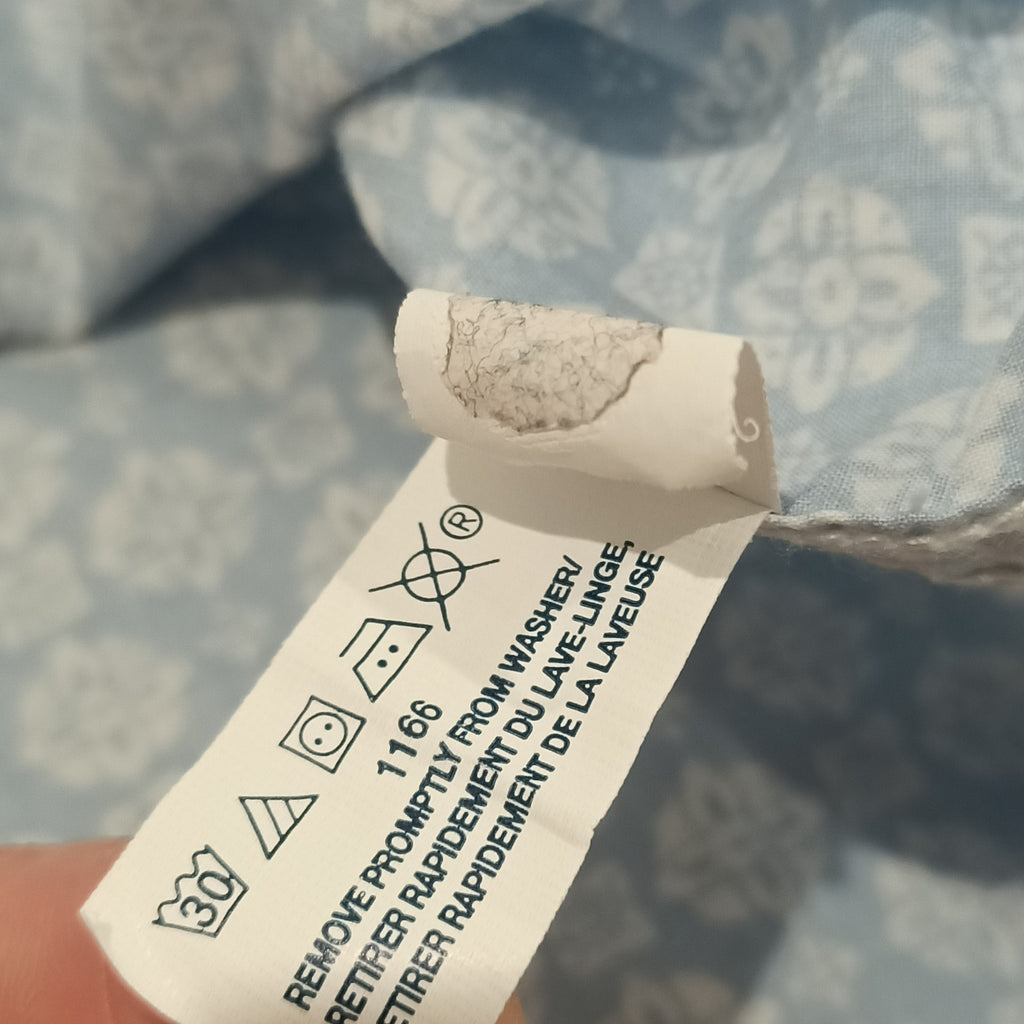 30
®
1166
REMOVE PROMPTLY FROM WASHER/
RETIRER RAPIDEMENT DU LAVE-LINGE,
RETIRER RAPIDEMENT DE LA LAVEUSE